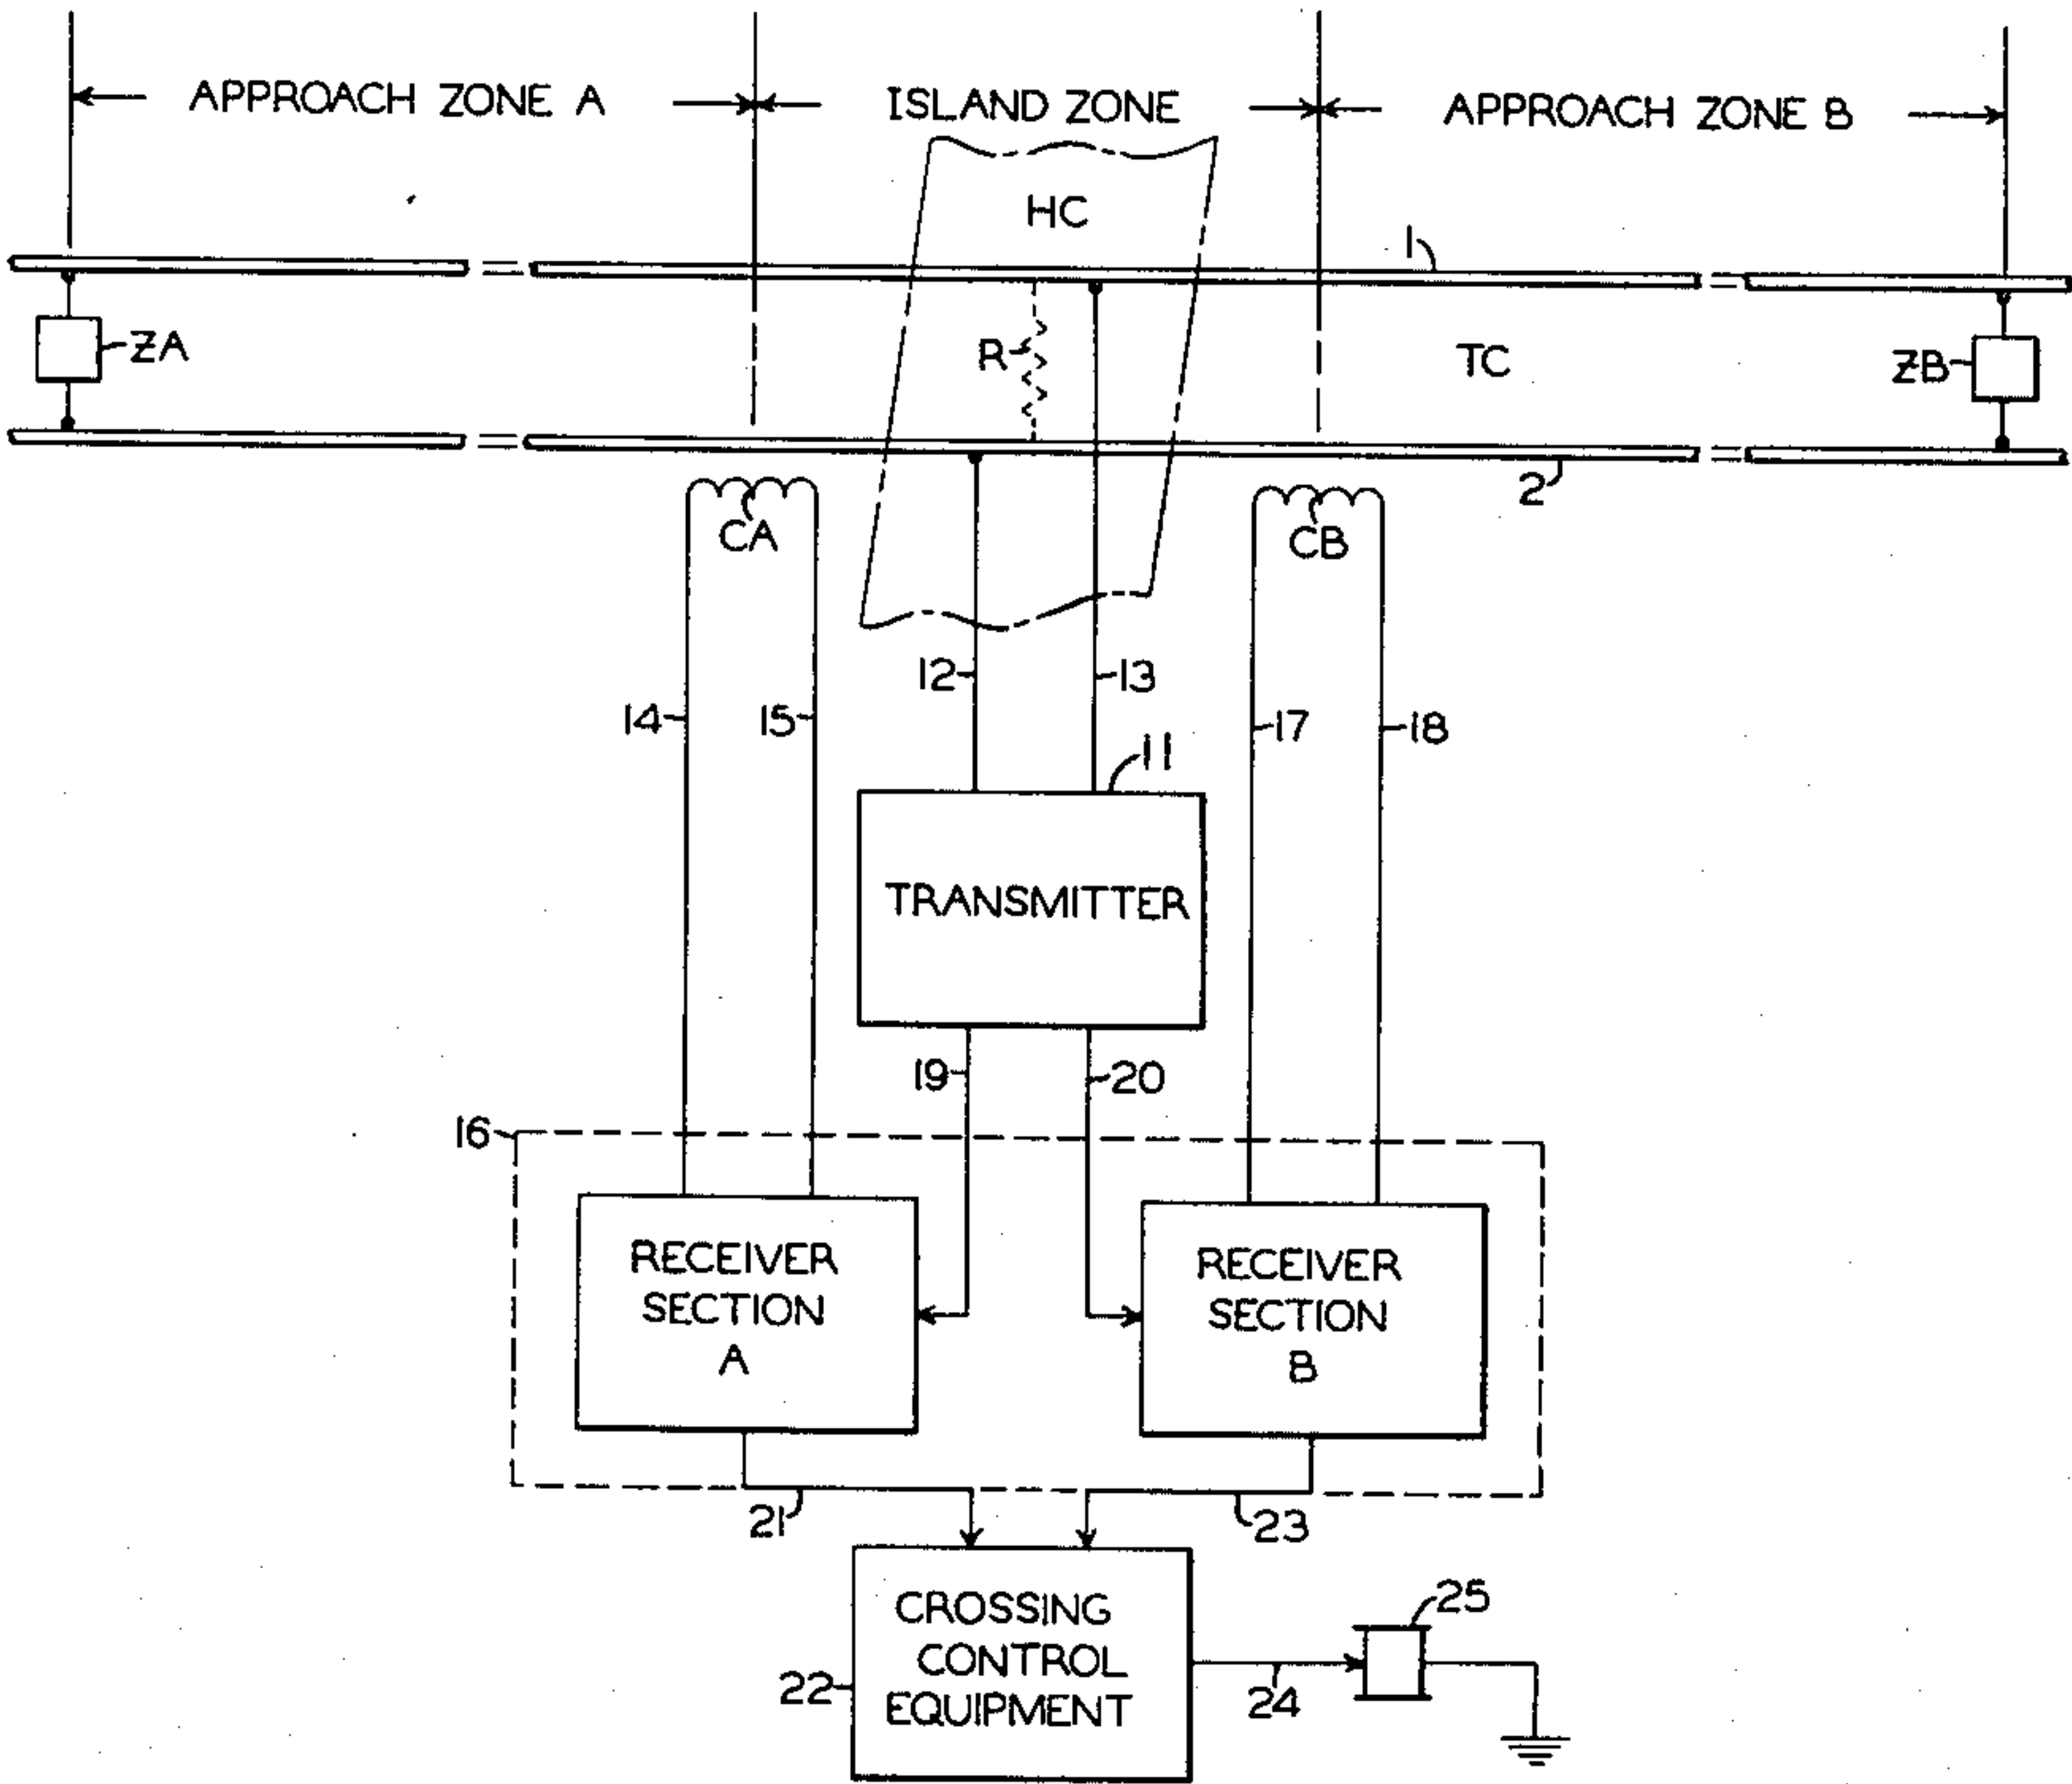 APPROACH ZONE A
ISLAND ZONE
APPROACH ZONE B
HC
1
ZA
R
TC
ZB
2
CA
CB
12
13
14
15
17
18
11
TRANSMITTER
19
20
16
RECEIVER
SECTION
A
RECEIVER
SECTION
B
21
23
CROSSING
CONTROL
EQUIPMENT
22
24
25